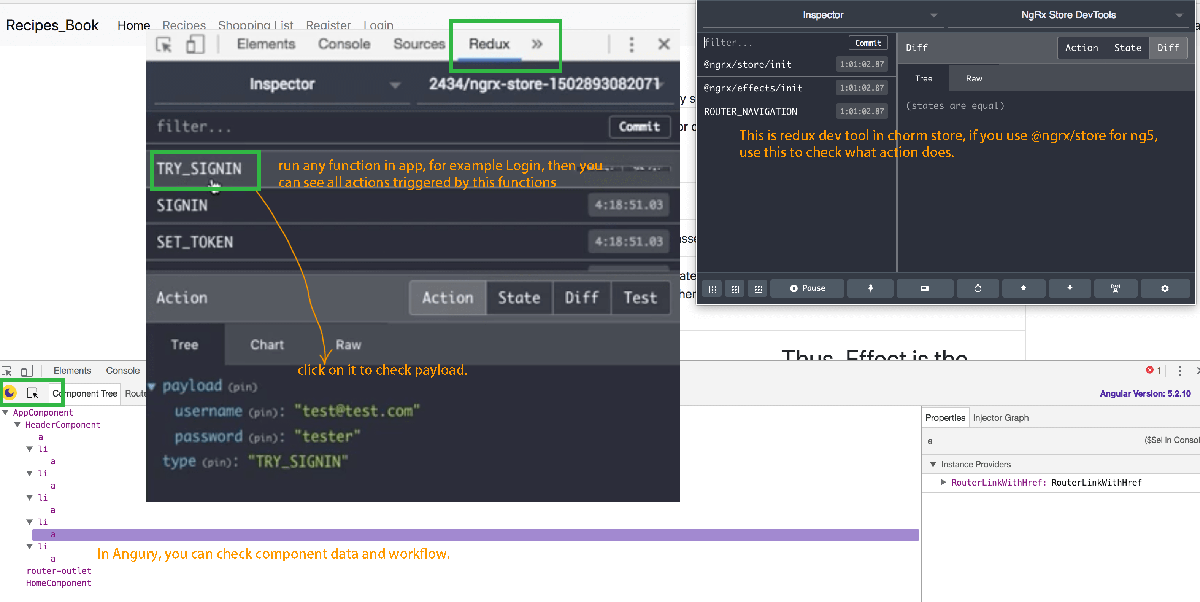 Recipes_Book Home Recipes Shopping List Register Login
Elements Console Sources Redux »
Inspector 2434/ngrx-store-1502893082071
filter... Commit
TRY_SIGNIN
run any function in app, for example Login, then you
can see all actions triggered by this functions
SIGNIN 4:18:51.03
SET_TOKEN 4:18:51.03
Action Action State Diff Test
Tree Chart Raw
click on it to check payload.
payload (pin)
username (pin): "test@test.com"
password (pin): "tester"
type (pin): "TRY_SIGNIN"
Inspector NgRx Store DevTools
Filter... Commit
@ngrx/store/init 1:01:02.87
@ngrx/effects/init 1:01:02.87
ROUTER_NAVIGATION 1:01:02.87
Diff Action State Diff
Tree Raw
(states are equal)
This is redux dev tool in chorm store, if you use @ngrx/store for ng5,
use this to check what action does.
Pause
Thus, Effect is the
Elements Console
1
Component Tree Route
Angular Version: 5.2.10
AppComponent
HeaderComponent
a
li
a
li
a
li
a
li
a
li
a
router-outlet
HomeComponent
In Angury, you can check component data and workflow.
Properties Injector Graph
a ($$el in Consol
Instance Providers
RouterLinkWithHref: RouterLinkWithHref